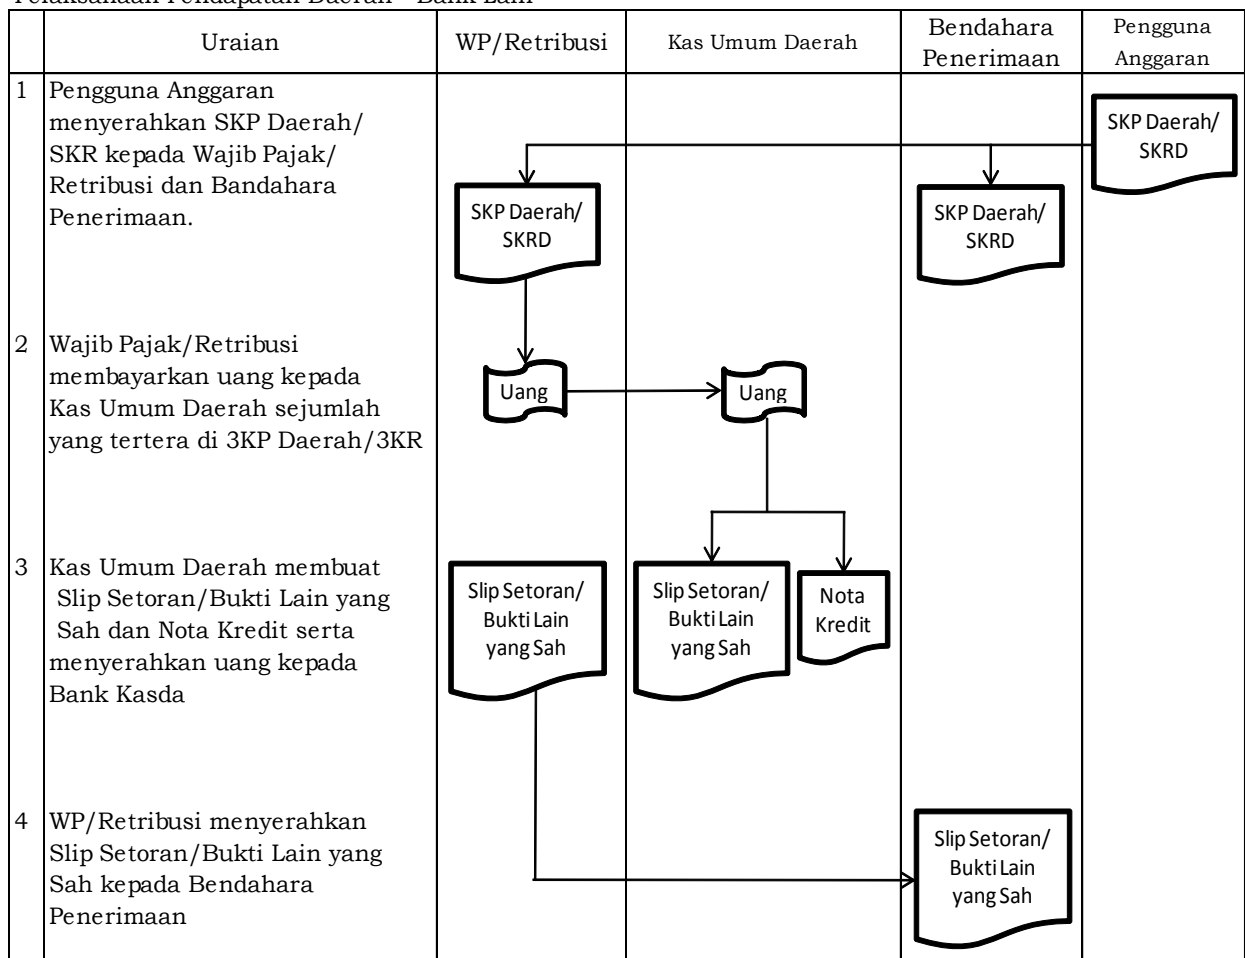 Pelaksanaan Pendapatan Daerah - Bank Lain
Uraian
WP/Retribusi
Kas Umum Daerah
Bendahara
Penerimaan
Pengguna
Anggaran
1
Pengguna Anggaran
menyerahkan SKP Daerah/
SKR kepada Wajib Pajak/
Retribusi dan Bandahara
Penerimaan.
SKP Daerah/
SKRD
SKP Daerah/
SKRD
SKP Daerah/
SKRD
2
Wajib Pajak/Retribusi
membayarkan uang kepada
Kas Umum Daerah sejumlah
yang tertera di 3KP Daerah/3KR
Uang
Uang
3
Kas Umum Daerah membuat
Slip Setoran/Bukti Lain yang
Sah dan Nota Kredit serta
menyerahkan uang kepada
Bank Kasda
Slip Setoran/
Bukti Lain
yang Sah
Slip Setoran/
Bukti Lain
yang Sah
Nota
Kredit
4
WP/Retribusi menyerahkan
Slip Setoran/Bukti Lain yang
Sah kepada Bendahara
Penerimaan
Slip Setoran/
Bukti Lain
yang Sah